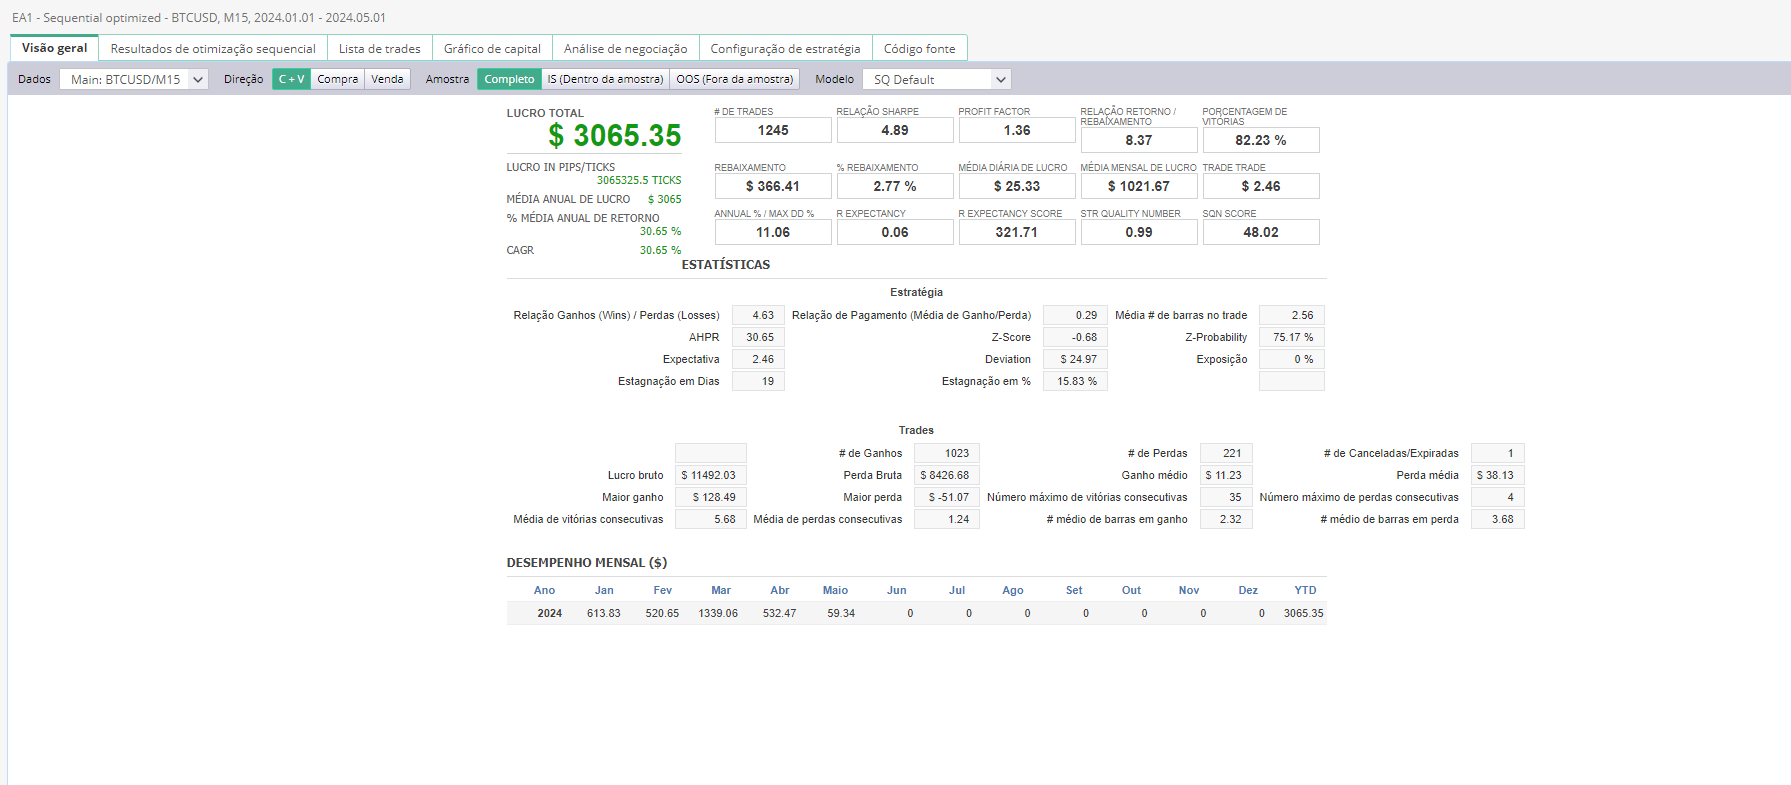 EA1 - Sequential optimized - BTCUSD, M15, 2024.01.01 - 2024.05.01
Visão geral Resultados de otimização sequencial Lista de trades Gráfico de capital Análise de negociação Configuração de estratégia Código fonte
Dados Main: BTCUSD/M15 Direção C + V Compra Venda Amostra Completo IS (Dentro da amostra) OOS (Fora da amostra) Modelo SQ Default
LUCRO TOTAL
$ 3065.35
LUCRO IN PIPS/TICKS
3065325.5 TICKS
MÉDIA ANUAL DE LUCRO $ 3065
% MÉDIA ANUAL DE RETORNO
30.65 %
CAGR 30.65 %
# DE TRADES RELAÇÃO SHARPE PROFIT FACTOR RELAÇÃO RETORNO / REBAIXAMENTO PORCENTAGEM DE VITÓRIAS
1245 4.89 1.36 8.37 82.23 %
REBAIXAMENTO % REBAIXAMENTO MÉDIA DIÁRIA DE LUCRO MÉDIA MENSAL DE LUCRO TRADE TRADE
$ 366.41 2.77 % $ 25.33 $ 1021.67 $ 2.46
ANNUAL % / MAX DD % R EXPECTANCY R EXPECTANCY SCORE STR QUALITY NUMBER SQN SCORE
11.06 0.06 321.71 0.99 48.02
ESTATÍSTICAS
Estratégia
Relação Ganhos (Wins) / Perdas (Losses) 4.63 Relação de Pagamento (Média de Ganho/Perda) 0.29 Média # de barras no trade 2.56
AHPR 30.65 Z-Score -0.68 Z-Probability 75.17 %
Expectativa 2.46 Deviation $ 24.97 Exposição 0 %
Estagnação em Dias 19 Estagnação em % 15.83 %
Trades
# de Ganhos 1023 # de Perdas 221 # de Canceladas/Expiradas 1
Lucro bruto $ 11492.03 Perda Bruta $ 8426.68 Ganho médio $ 11.23 Perda média $ 38.13
Maior ganho $ 128.49 Maior perda $ -51.07 Número máximo de vitórias consecutivas 35 Número máximo de perdas consecutivas 4
Média de vitórias consecutivas 5.68 Média de perdas consecutivas 1.24 # médio de barras em ganho 2.32 # médio de barras em perda 3.68
DESEMPENHO MENSAL ($)
Ano Jan Fev Mar Abr Maio Jun Jul Ago Set Out Nov Dez YTD
2024 613.83 520.65 1339.06 532.47 59.34 0 0 0 0 0 0 0 3065.35